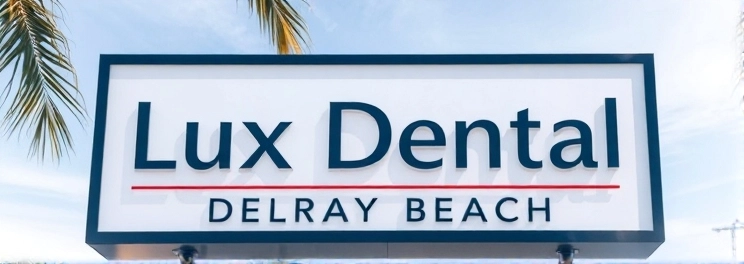 Lux Dental
DELRAY BEACH